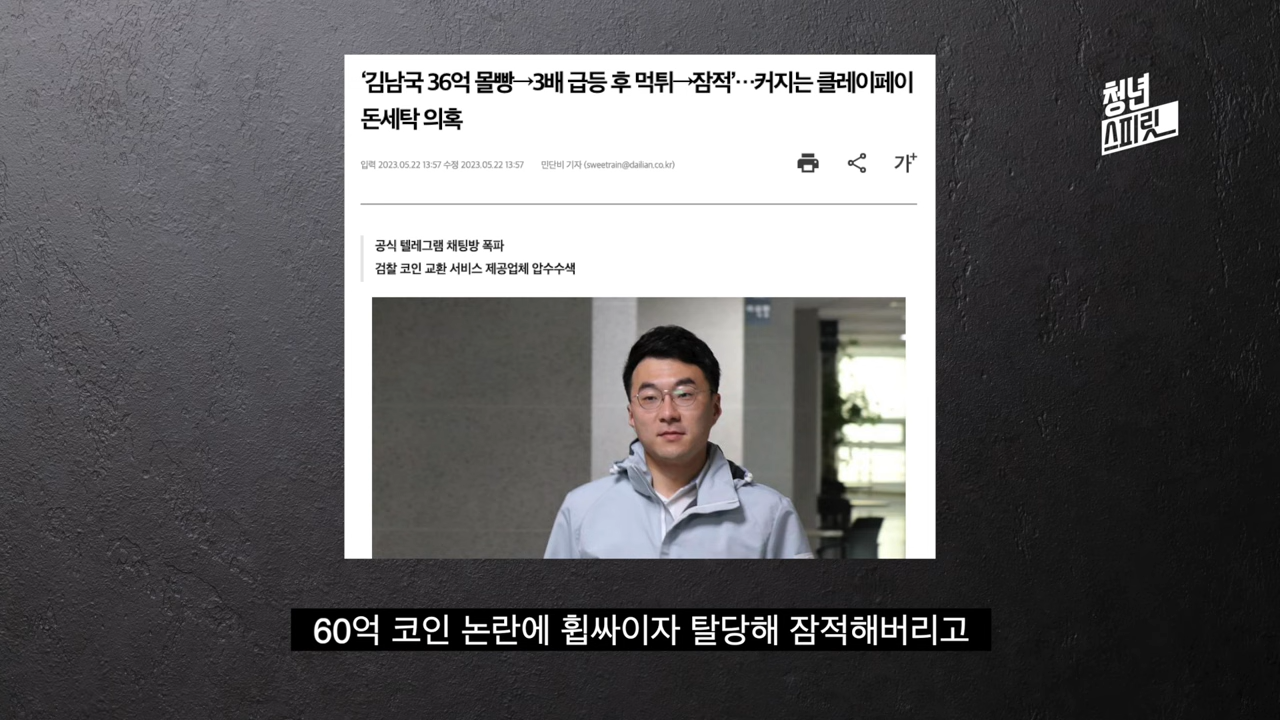 ‘김남국 36억 몰빵→3배 급등 후 먹튀→잠적’…커지는 클레이페이
돈세탁 의혹
청년
스피릿
입력 2023.05.22 13:57 수정 2023.05.22 13:57 민단비 기자 (sweetrain@dailian.co.kr)
가+
공식 텔레그램 채팅방 폭파
검찰 코인 교환 서비스 제공업체 압수수색
60억 코인 논란에 휩싸이자 탈당해 잠적해버리고